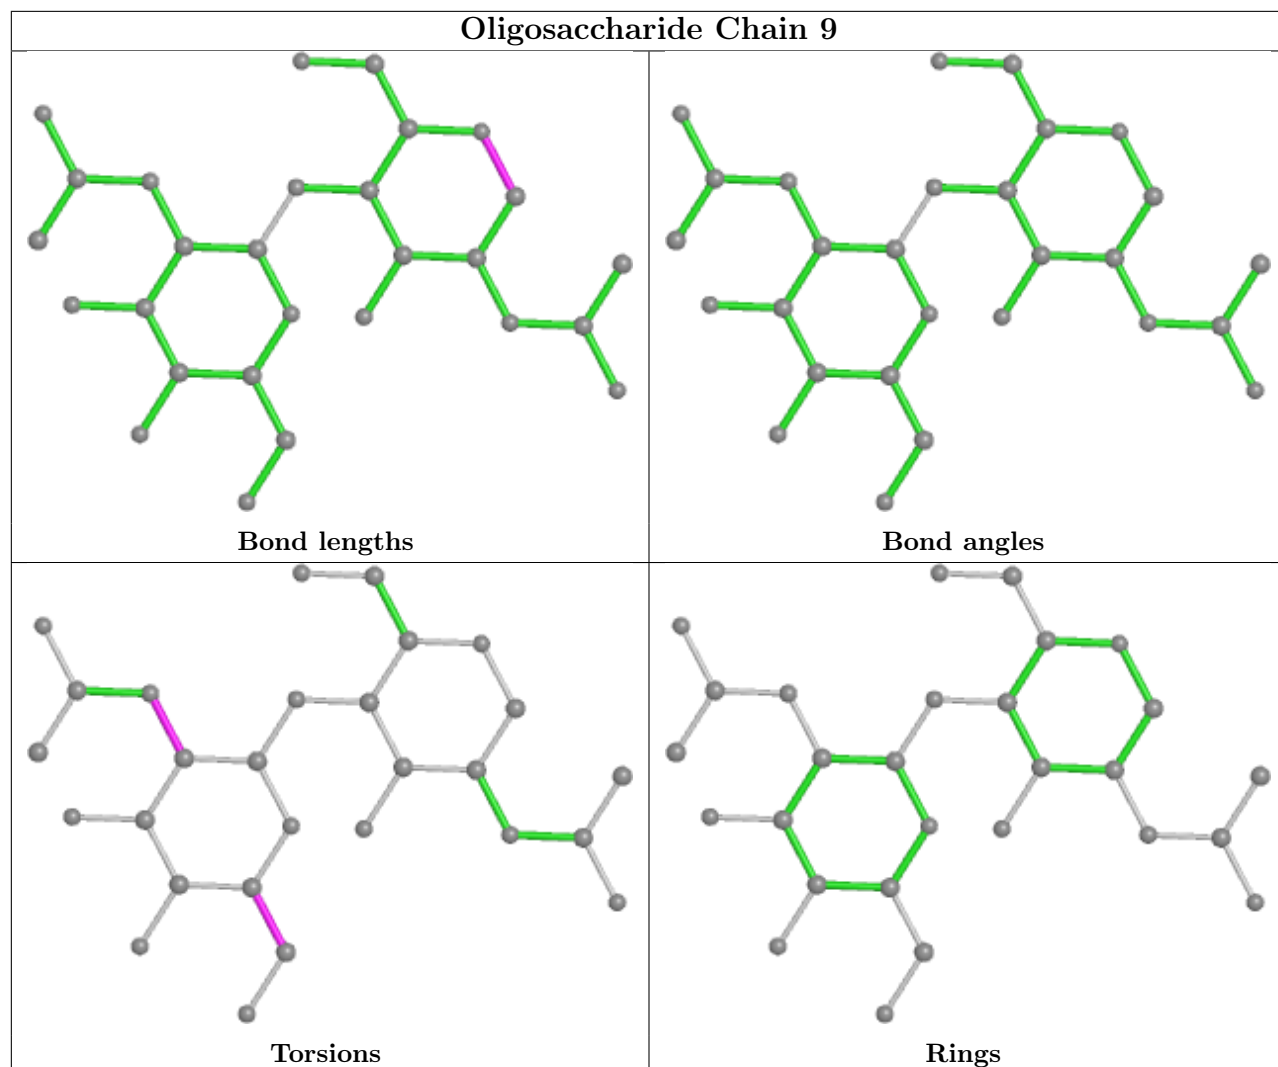 Oligosaccharide Chain 9
Bond lengths
Bond angles
Torsions
Rings